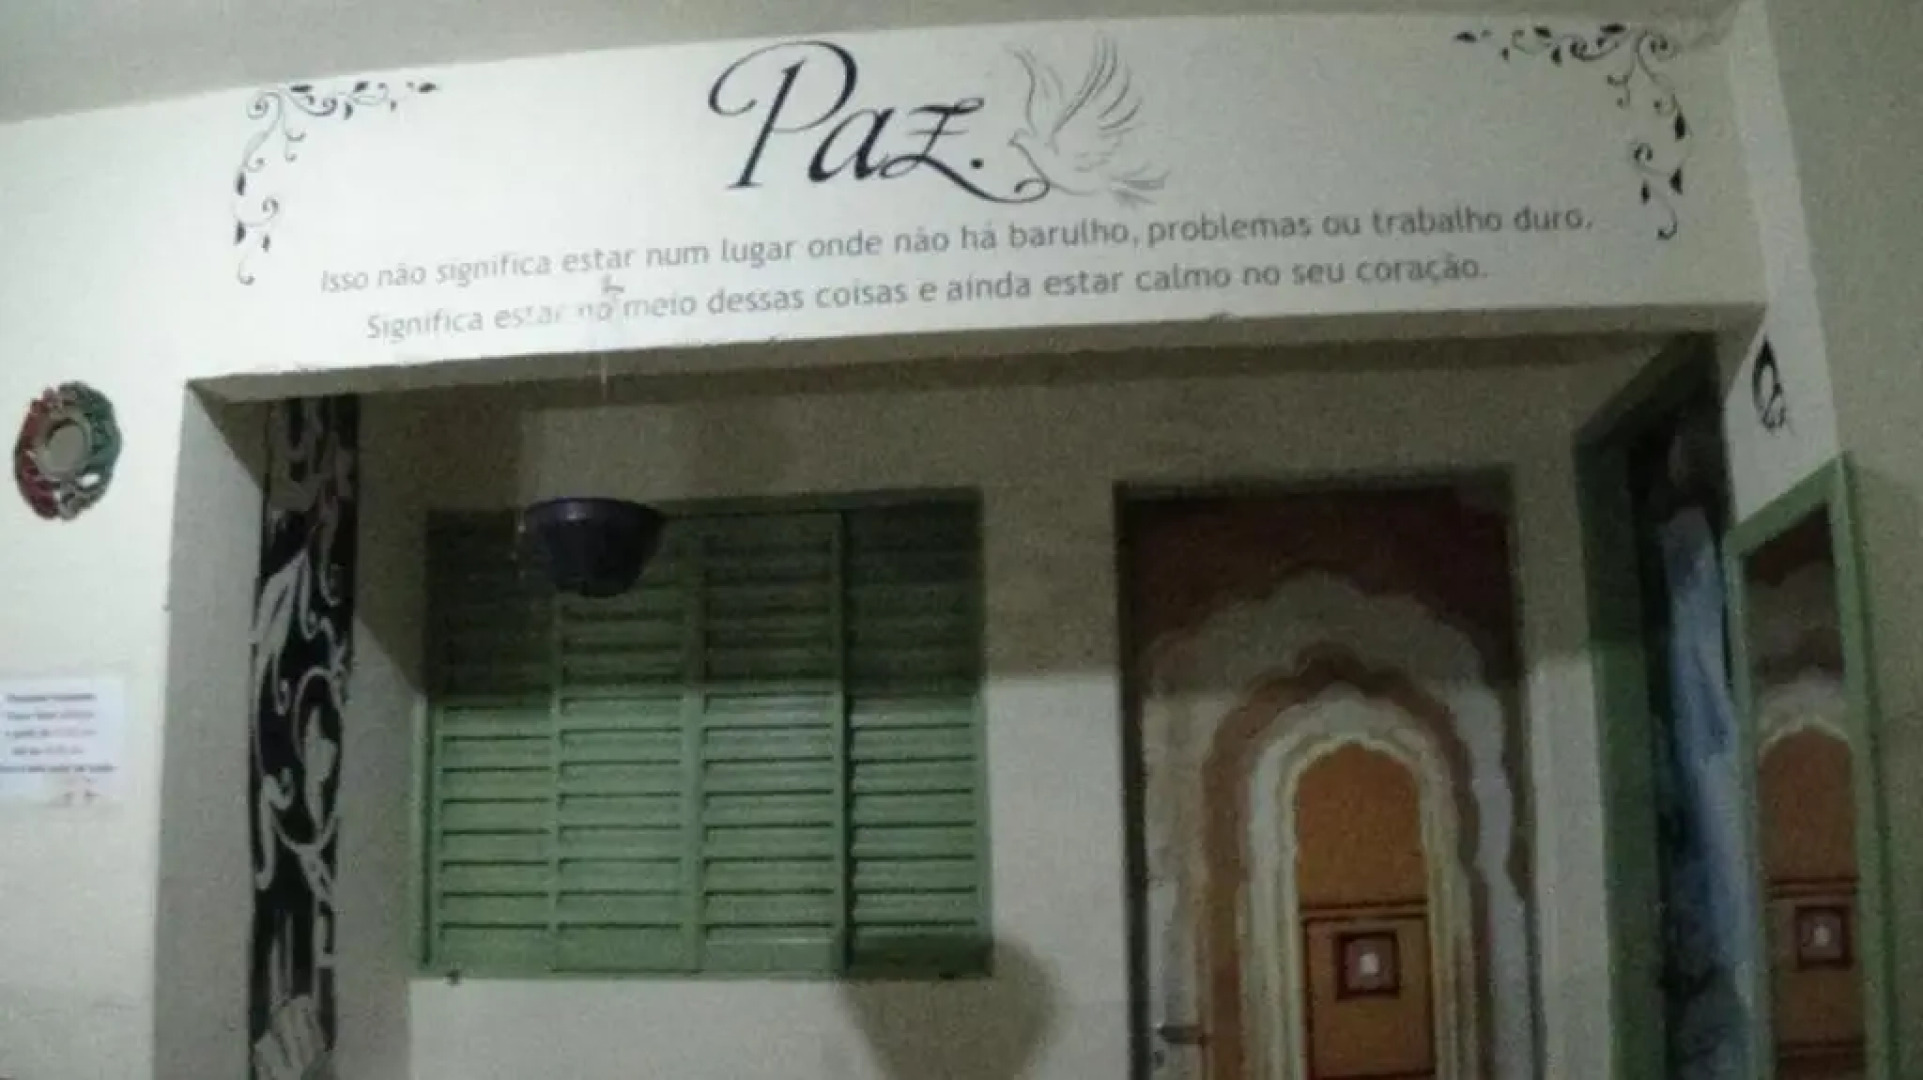 Paz.
Isso não significa estar num lugar onde não há barulho, problemas ou trabalho duro.
Significa estar no meio dessas coisas e ainda estar calmo no seu coração.